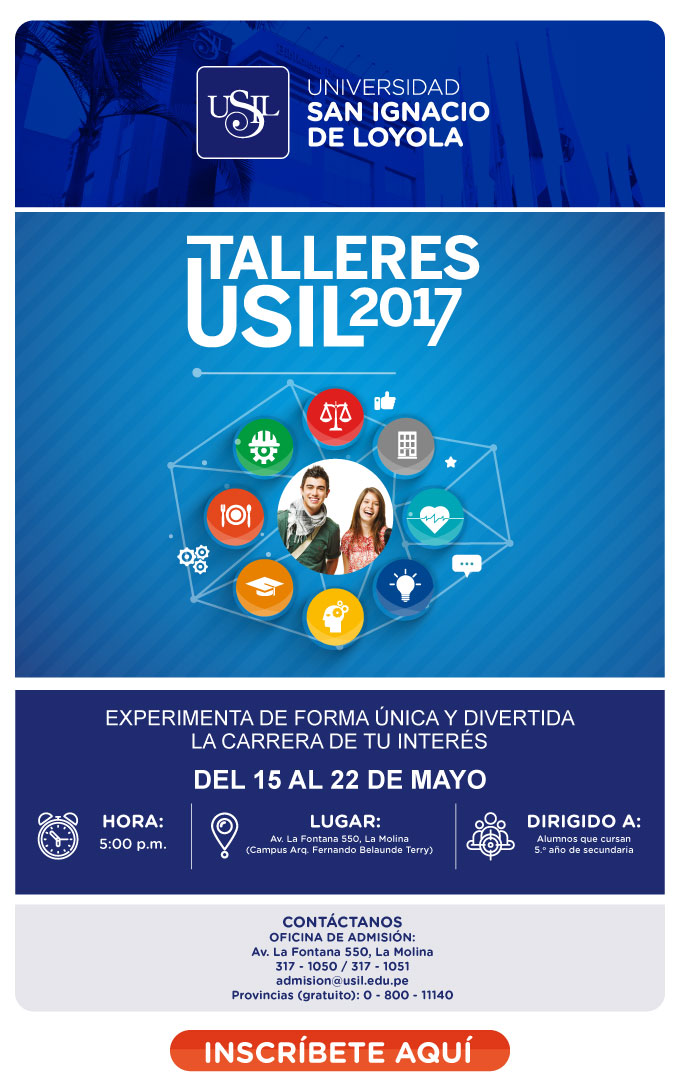 USIL
UNIVERSIDAD
SAN IGNACIO
DE LOYOLA
TALLERES
USIL 2017
EXPERIMENTA DE FORMA ÚNICA Y DIVERTIDA
LA CARRERA DE TU INTERÉS
DEL 15 AL 22 DE MAYO
HORA:
5:00 p.m.
LUGAR:
Av. La Fontana 550, La Molina
(Campus Arq. Fernando Belaunde Terry)
DIRIGIDO A:
Alumnos que cursan
5.° año de secundaria
CONTÁCTANOS
OFICINA DE ADMISIÓN:
Av. La Fontana 550, La Molina
317 - 1050 / 317 - 1051
admision@usil.edu.pe
Provincias (gratuito): 0 - 800 - 11140
INSCRÍBETE AQUÍ